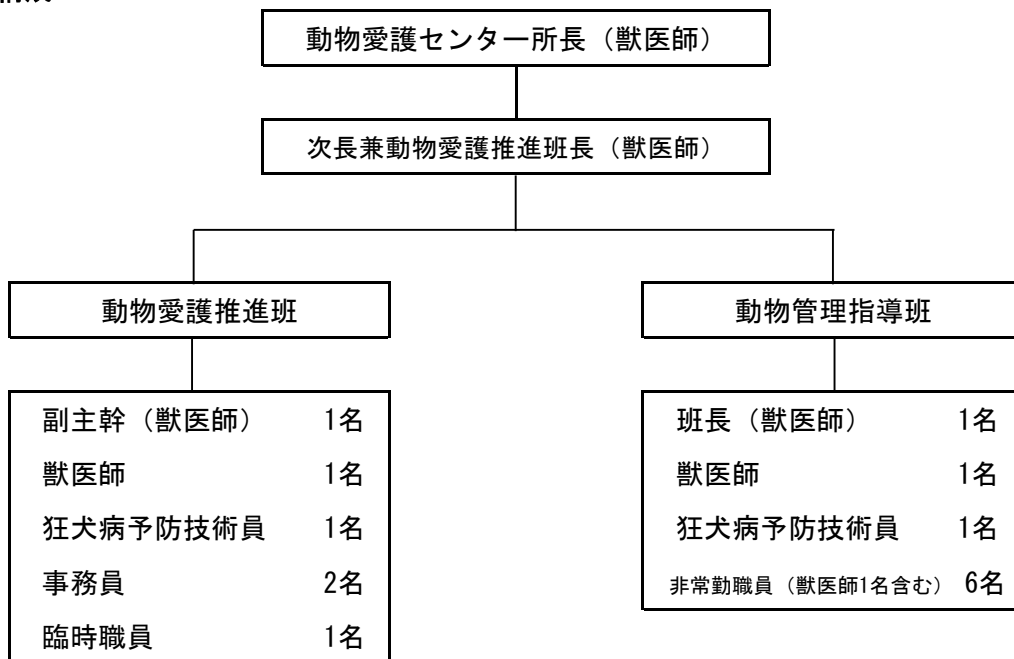 動物愛護センター所長（獣医師）
次長兼動物愛護推進班長（獣医師）
動物愛護推進班
動物管理指導班
副主幹（獣医師） 1名
獣医師 1名
狂犬病予防技術員 1名
事務員 2名
臨時職員 1名
班長（獣医師） 1名
獣医師 1名
狂犬病予防技術員 1名
非常勤職員（獣医師1名含む） 6名